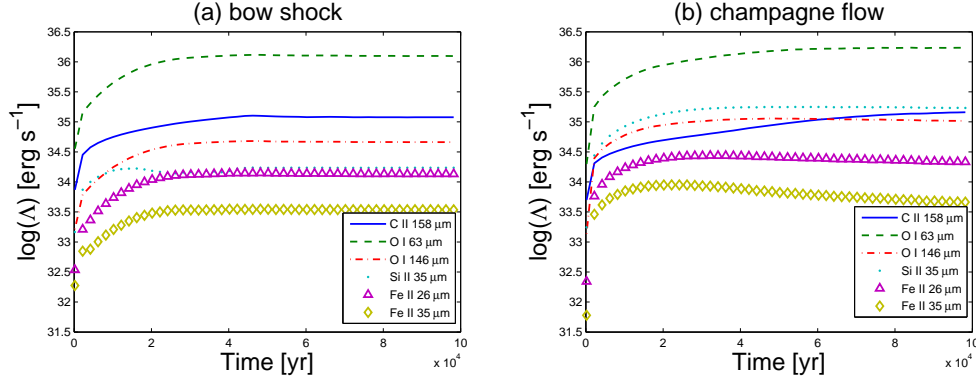 (a) bow shock
36.5
36
35.5
35
34.5
34
33.5
33
32.5
32
31.5
log(Λ) [erg s⁻¹]
0
2
4
6
8
10
x 10⁴
Time [yr]
C II 158 μm
O I 63 μm
O I 146 μm
Si II 35 μm
Fe II 26 μm
Fe II 35 μm
(b) champagne flow
36.5
36
35.5
35
34.5
34
33.5
33
32.5
32
31.5
log(Λ) [erg s⁻¹]
0
2
4
6
8
10
x 10⁴
Time [yr]
C II 158 μm
O I 63 μm
O I 146 μm
Si II 35 μm
Fe II 26 μm
Fe II 35 μm